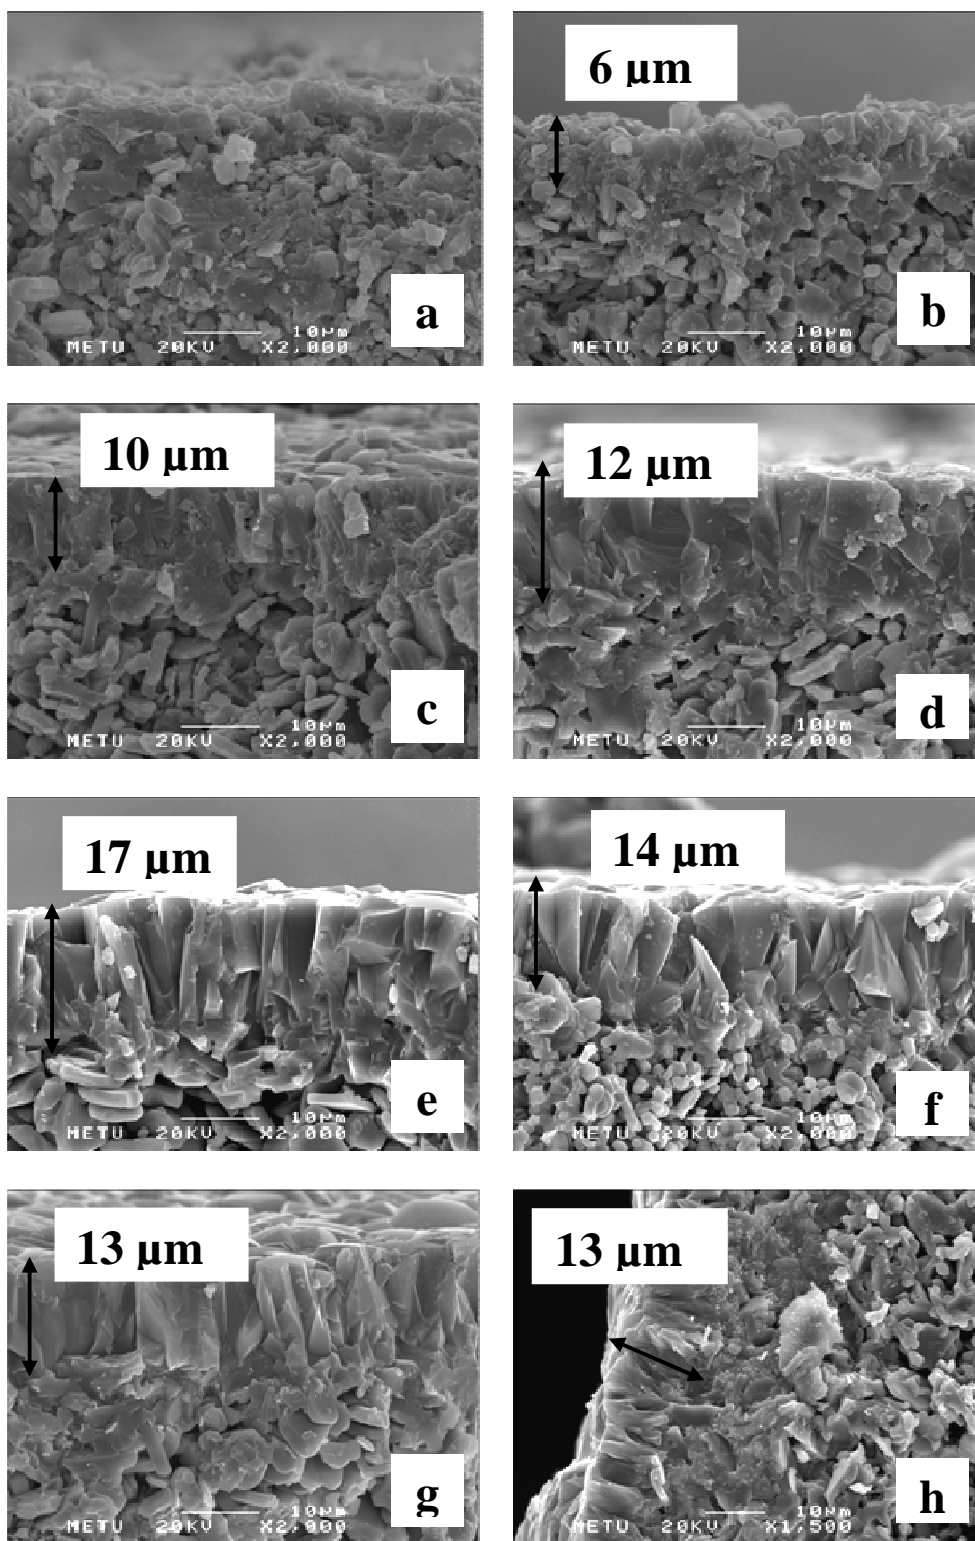 a
10µm
METU 20KV X2,000
6 µm
b
10µm
METU 20KV X2,000
10 µm
c
10µm
METU 20KV X2,000
12 µm
d
10µm
METU 20KV X2,000
17 µm
e
10µm
METU 20KV X2,000
14 µm
f
10µm
METU 20KV X2,000
13 µm
g
10µm
METU 20KV X2,000
13 µm
h
10µm
METU 20KV X1,500